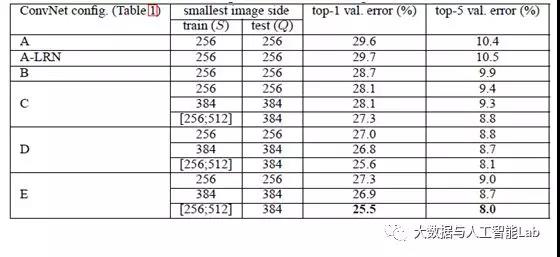 ConvNet config. (Table 1) smallest image side top-1 val. error (%) top-5 val. error (%)
train (S) test (Q)
A 256 256 29.6 10.4
A-LRN 256 256 29.7 10.5
B 256 256 28.7 9.9
C 256 256 28.1 9.4
384 384 28.1 9.3
[256;512] 384 27.3 8.8
D 256 256 27.0 8.8
384 384 26.8 8.7
[256;512] 384 25.6 8.1
E 256 256 27.3 9.0
384 384 26.9 8.7
[256;512] 384 25.5 8.0
大数据与人工智能Lab